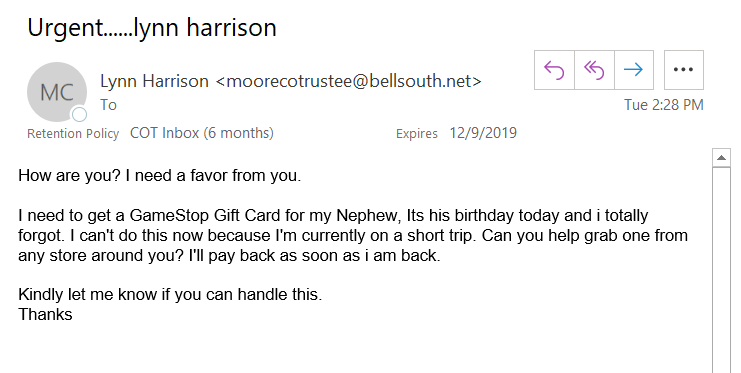 Urgent......lynn harrison
MC
Lynn Harrison <moorecotrustee@bellsouth.net>
To
Tue 2:28 PM
Retention Policy COT Inbox (6 months) Expires 12/9/2019
How are you? I need a favor from you.
I need to get a GameStop Gift Card for my Nephew, Its his birthday today and i totally
forgot. I can't do this now because I'm currently on a short trip. Can you help grab one from
any store around you? I'll pay back as soon as i am back.
Kindly let me know if you can handle this.
Thanks